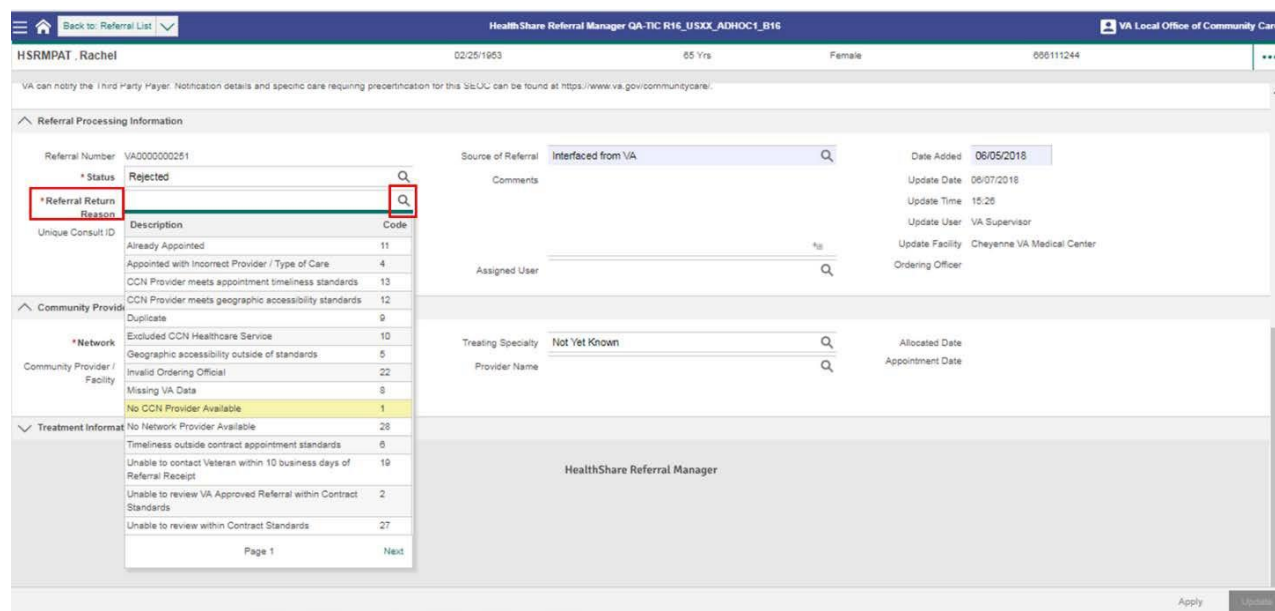 Back to: Referral List
HealthShare Referral Manager QA-TIC R16_USXX_ADHOC1_B16
VA Local Office of Community Car
HSRMPAT , Rachel
02/25/1953
65 Yrs
Female
666111244
VA can notify the Third Party Payer. Notification details and specific care requiring precertification for this SEOC can be found at https://www.va.gov/communitycare/.
Referral Processing Information
Referral Number VA0000000251
* Status Rejected
* Referral Return
Reason
Unique Consult ID
Description Code
Already Appointed 11
Appointed with Incorrect Provider / Type of Care 4
CCN Provider meets appointment timeliness standards 13
CCN Provider meets geographic accessibility standards 12
Duplicate 9
Excluded CCN Healthcare Service 10
Geographic accessibility outside of standards 5
Invalid Ordering Official 22
Missing VA Data 8
No CCN Provider Available 1
No Network Provider Available 28
Timeliness outside contract appointment standards 6
Unable to contact Veteran within 10 business days of 19
Referral Receipt
Unable to review VA Approved Referral within Contract 2
Standards
Unable to review within Contract Standards 27
Page 1 Next
Source of Referral Interfaced from VA
Comments
Assigned User
Date Added 06/05/2018
Update Date 06/07/2018
Update Time 15:26
Update User VA Supervisor
Update Facility Cheyenne VA Medical Center
Ordering Officer
Community Provide
* Network
Community Provider /
Facility
Treating Specialty Not Yet Known
Provider Name
Allocated Date
Appointment Date
Treatment Informat
HealthShare Referral Manager
Apply Update